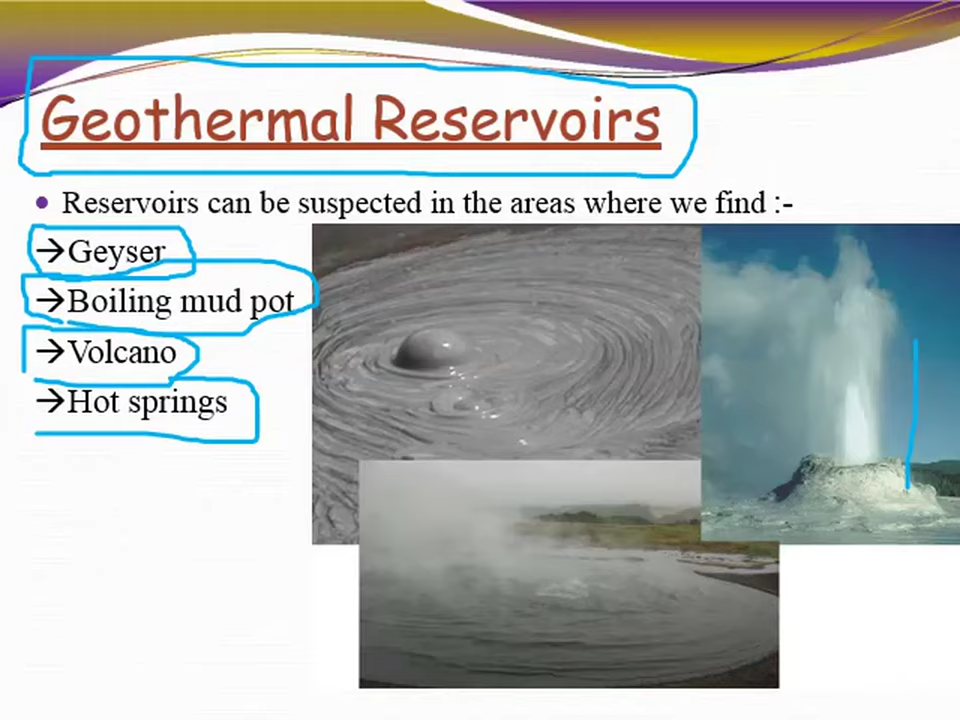 Geothermal Reservoirs
• Reservoirs can be suspected in the areas where we find :-
→Geyser
→Boiling mud pot
→Volcano
→Hot springs